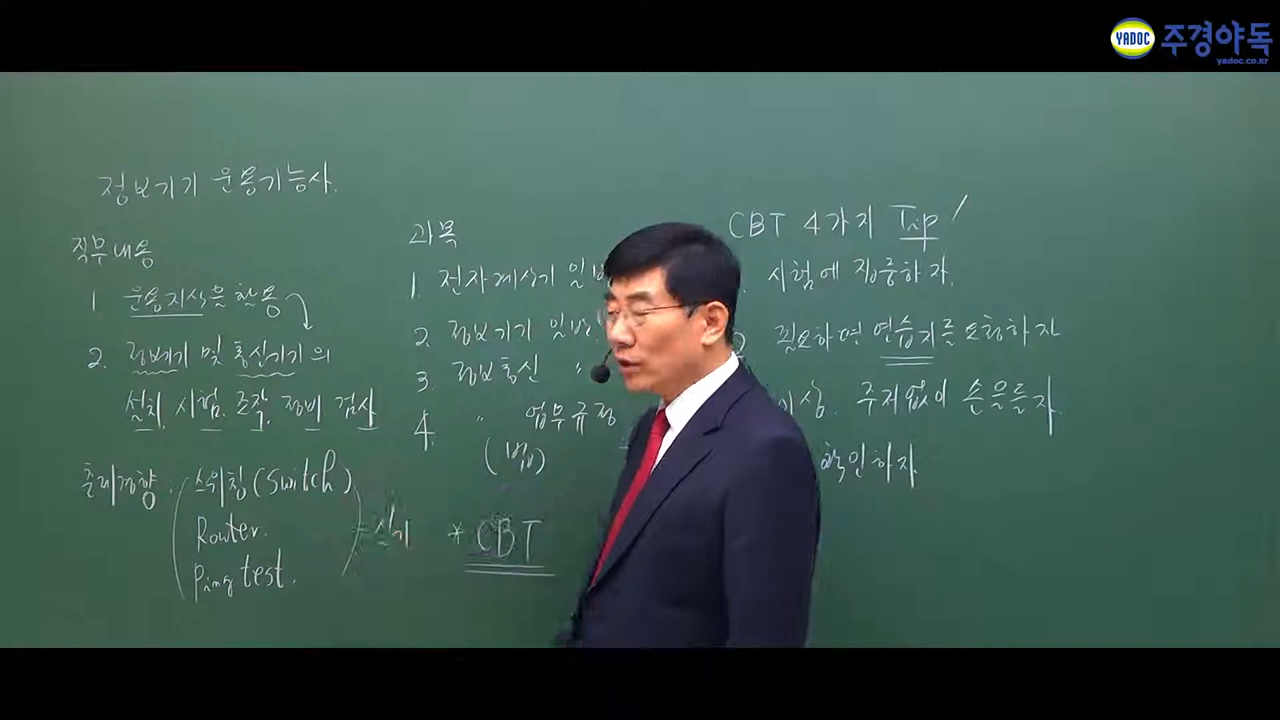 YADOC 주경야독
yadoc.co.kr
정보기기 운용기능사.
직무내용
1 운용지식을 활용
2. 정보기기 및 통신기기의
설치, 시험, 조작, 정비 검사
출제경향 : 스위칭(Switch)
Router.
Ping test.
실기
과목
1. 전자계산기 일반
2 정보기기 일반
3. 정보통신 〃
4. 〃 업무규정
(법)
* CBT
CBT 4가지 Tip!
시험에 집중하자.
2 필요하면 연습지를 요청하자
이상. 주저없이 손을들자.
확인하자